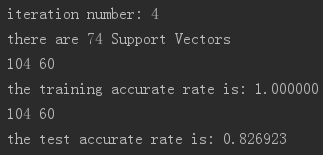 iteration number: 4
there are 74 Support Vectors
104 60
the training accurate rate is: 1.000000
104 60
the test accurate rate is: 0.826923